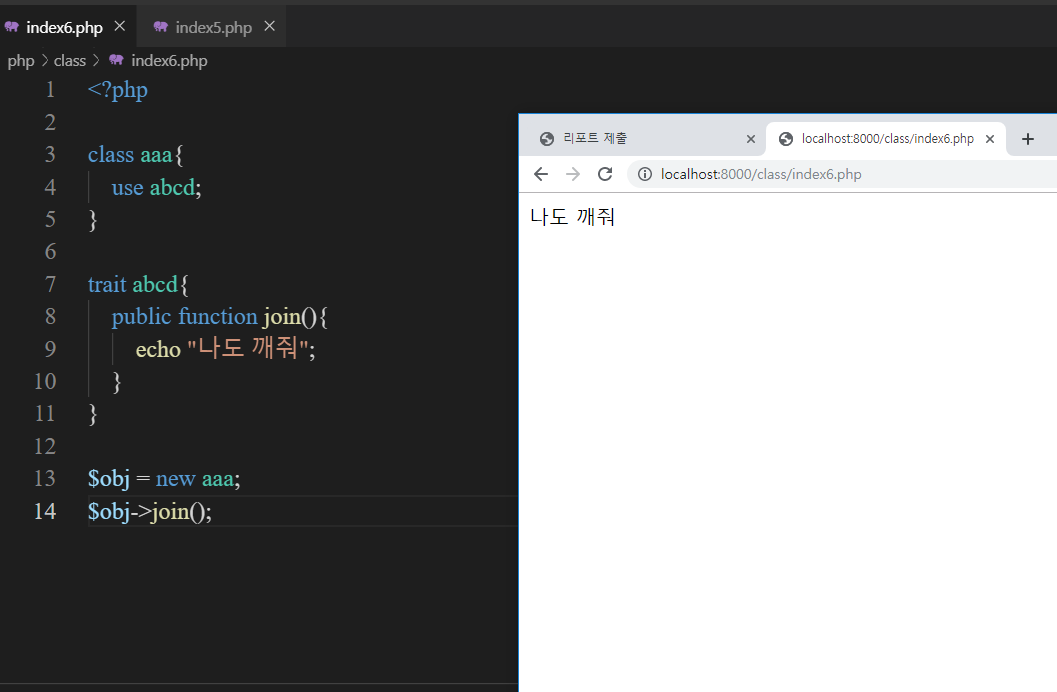 index6.php
index5.php
php > class > index6.php
1 <?php
2
3 class aaa{
4 use abcd;
5 }
6
7 trait abcd{
8 public function join(){
9 echo "나도 깨줘";
10 }
11 }
12
13 $obj = new aaa;
14 $obj->join();
리포트 제출
localhost:8000/class/index6.php
localhost:8000/class/index6.php
나도 깨줘